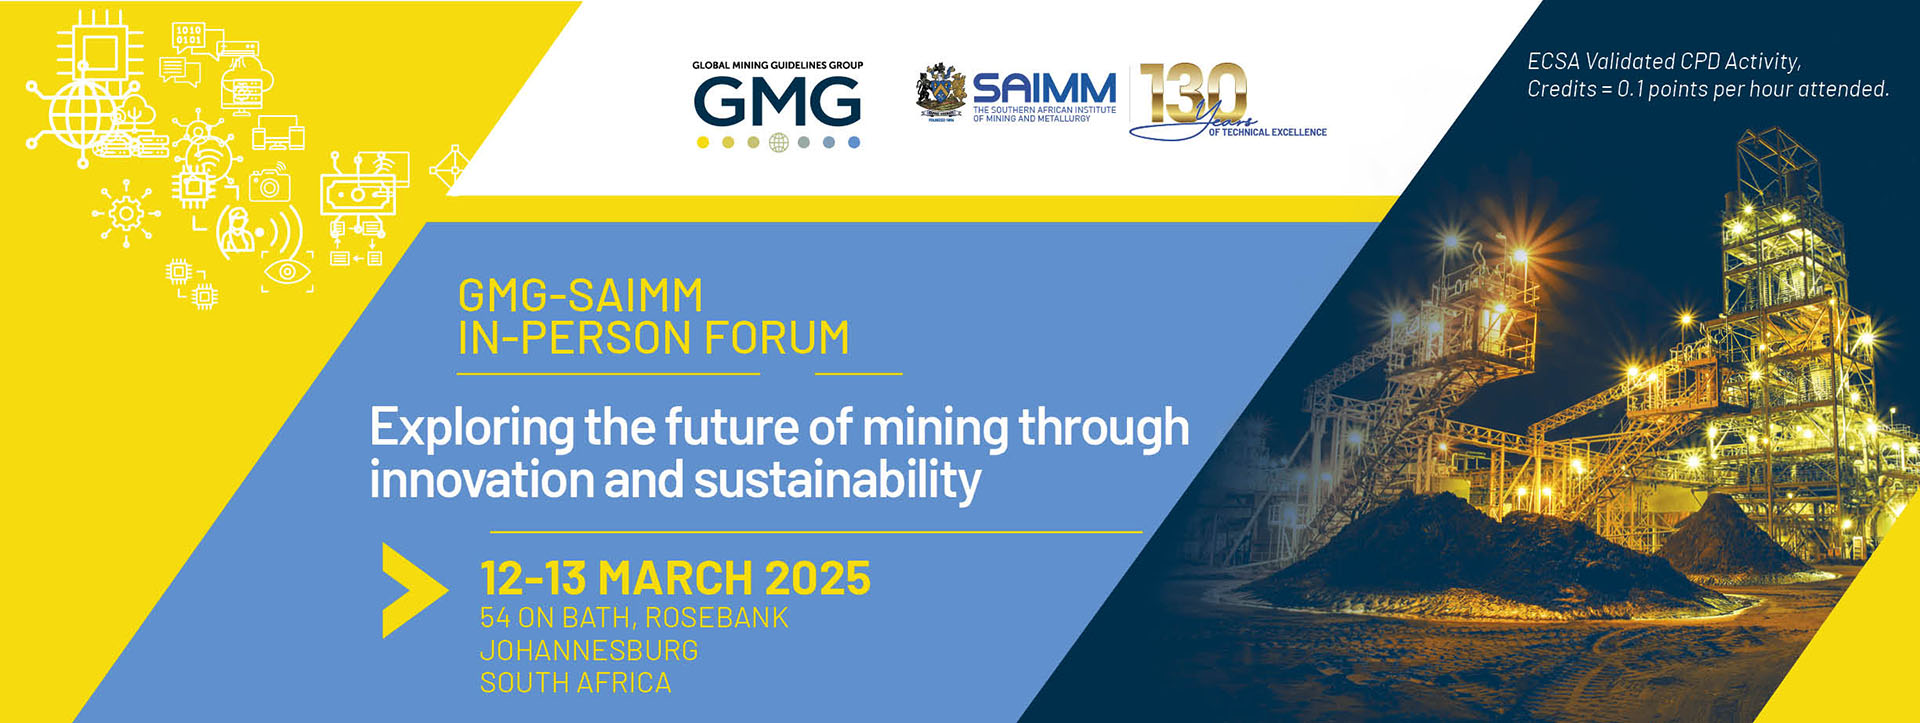 1010
0101
GLOBAL MINING GUIDELINES GROUP
GMG
SAIMM
THE SOUTHERN AFRICAN INSTITUTE
OF MINING AND METALLURGY
130
Years
OF TECHNICAL EXCELLENCE
ECSA Validated CPD Activity,
Credits = 0.1 points per hour attended.
GMG-SAIMM
IN-PERSON FORUM
Exploring the future of mining through
innovation and sustainability
12-13 MARCH 2025
54 ON BATH, ROSEBANK
JOHANNESBURG
SOUTH AFRICA